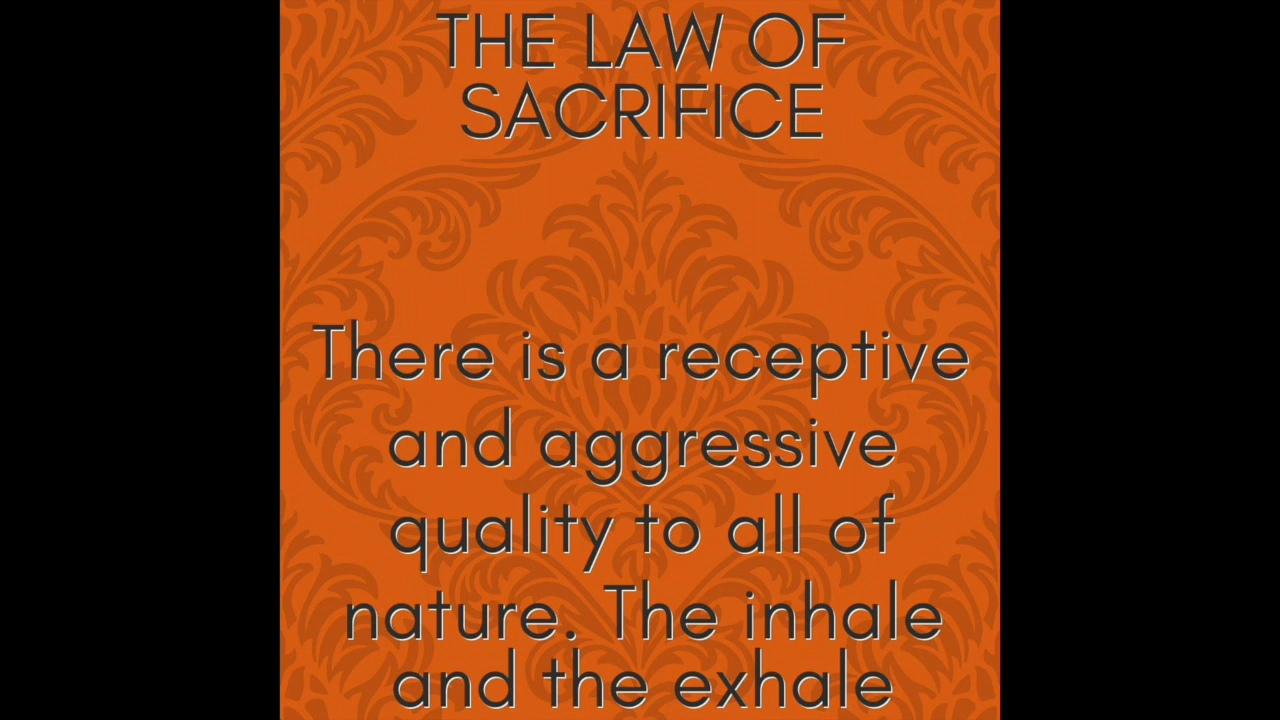 THE LAW OF
SACRIFICE
There is a receptive
and aggressive
quality to all of
nature. The inhale
and the exhale